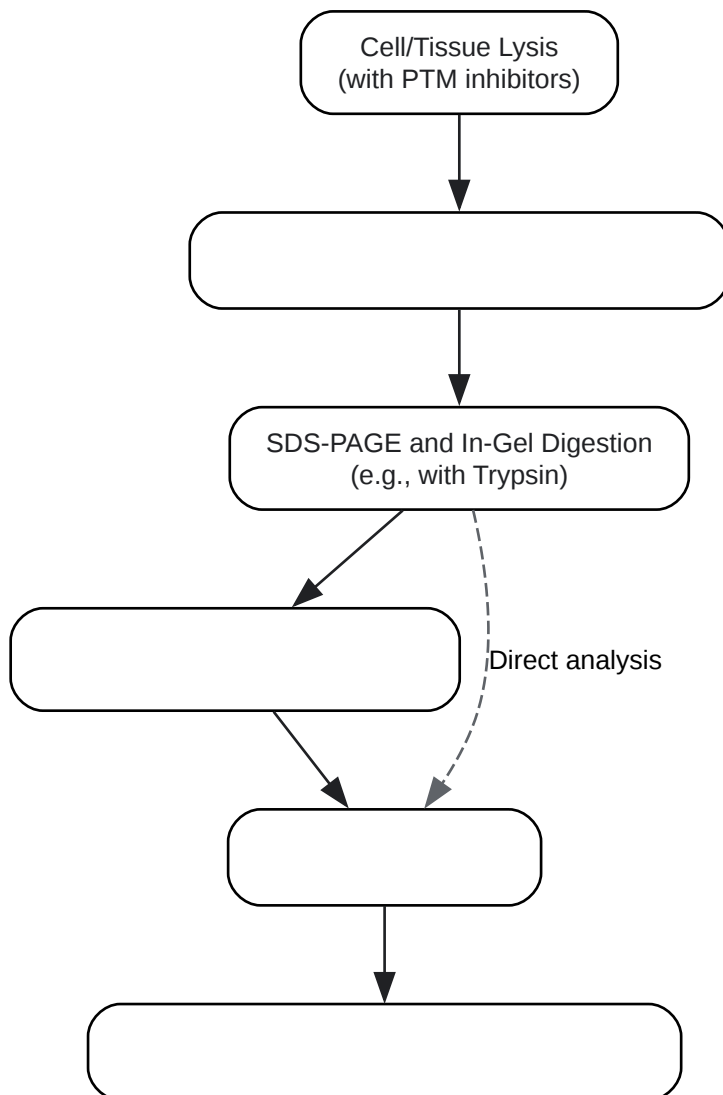 Cell/Tissue Lysis
(with PTM inhibitors)
SDS-PAGE and In-Gel Digestion
(e.g., with Trypsin)
Direct analysis